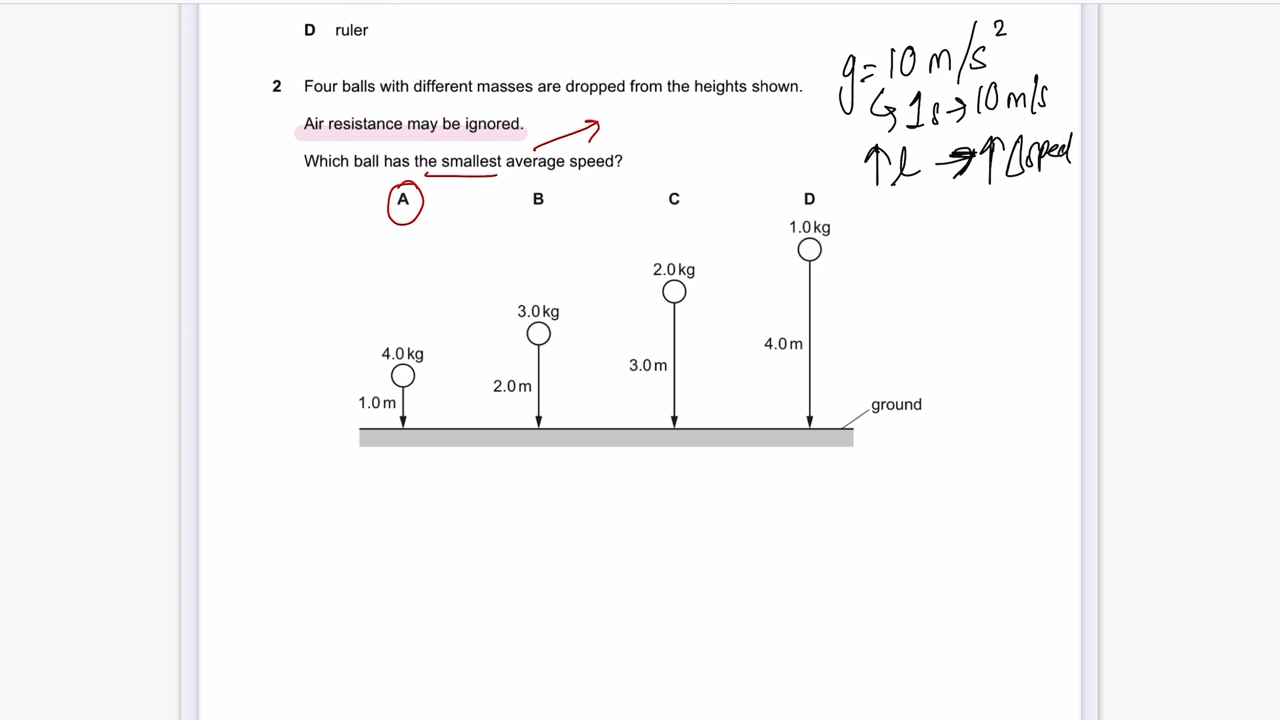 D ruler
2 Four balls with different masses are dropped from the heights shown.
Air resistance may be ignored.
Which ball has the smallest average speed?
A B C D
1.0 kg
2.0 kg
3.0 kg
4.0 kg
4.0 m
3.0 m
2.0 m
1.0 m
ground
g = 10 m/s²
↳ 1s → 10 m/s
↑ l → ↑ Δspeed